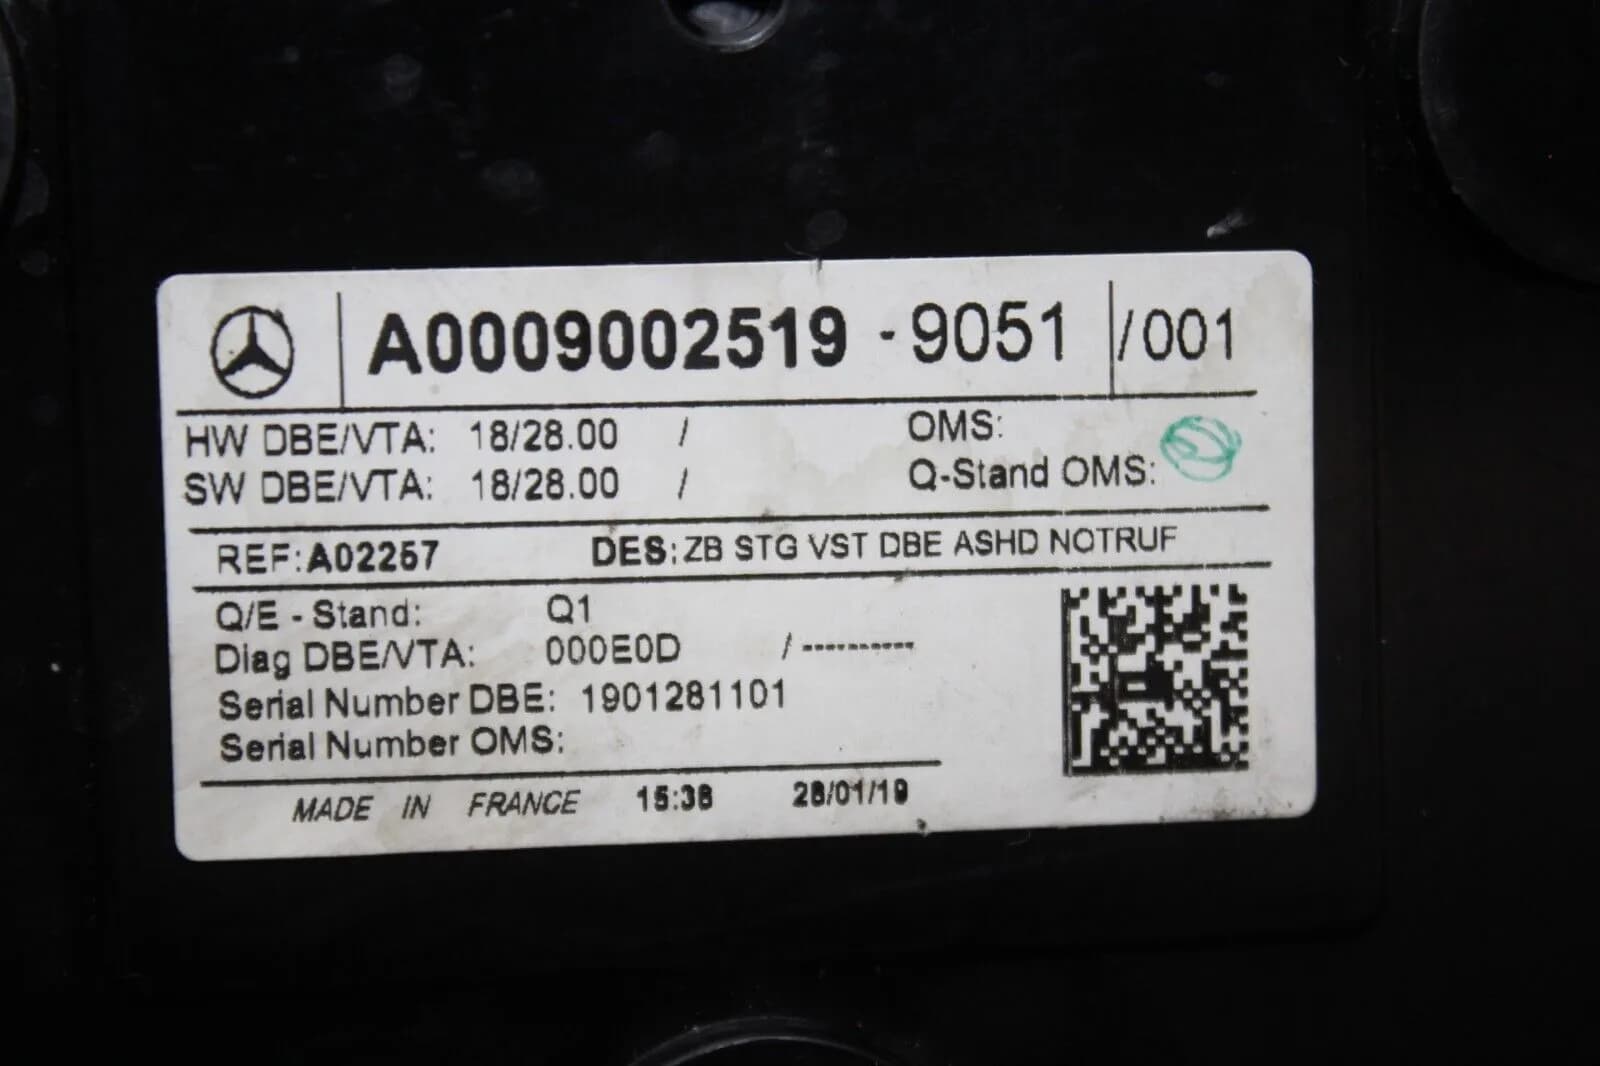 A0009002519 - 9051 /001
HW DBE/VTA: 18/28.00 / OMS:
SW DBE/VTA: 18/28.00 / Q-Stand OMS:
REF: A02257 DES: ZB STG VST DBE ASHD NOTRUF
Q/E - Stand: Q1
Diag DBE/VTA: 000E0D / ----------
Serial Number DBE: 1901281101
Serial Number OMS:
MADE IN FRANCE 15:38 28/01/19